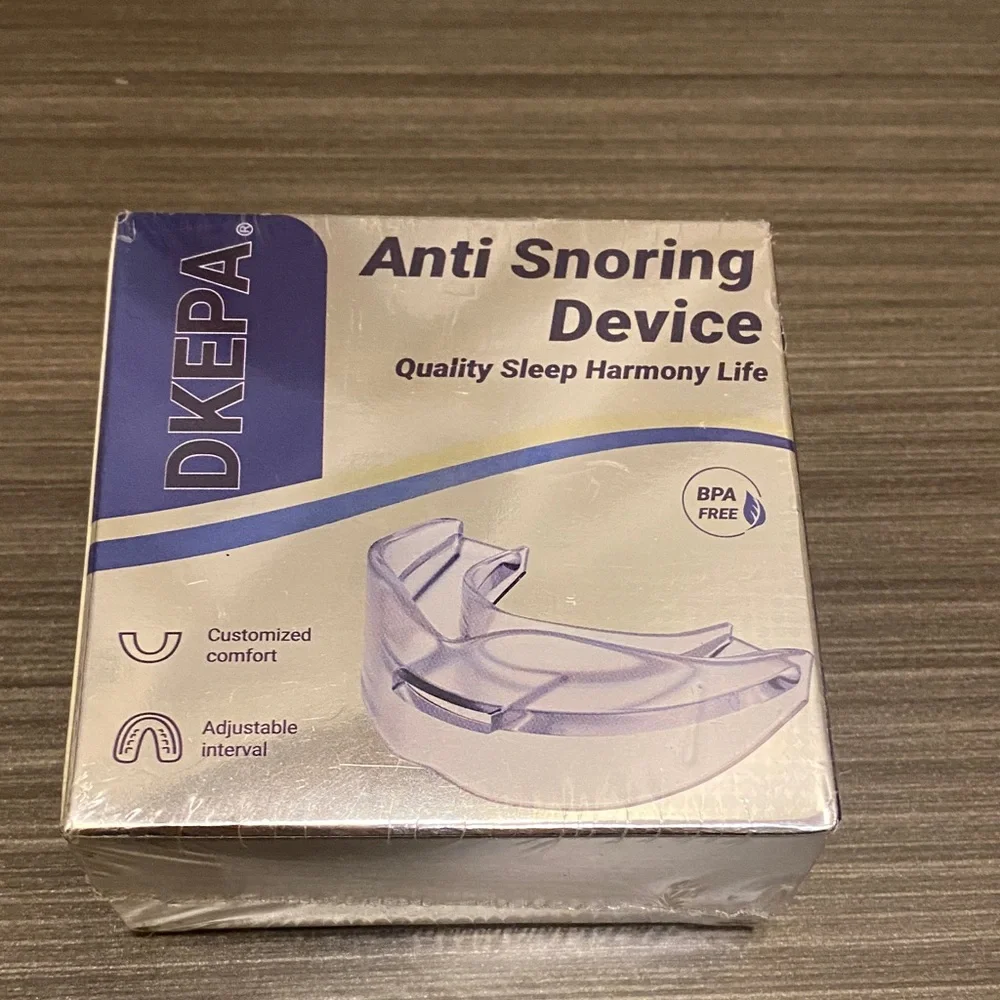 DKEPA®
Anti Snoring
Device
Quality Sleep Harmony Life
BPA
FREE
Customized
comfort
Adjustable
interval